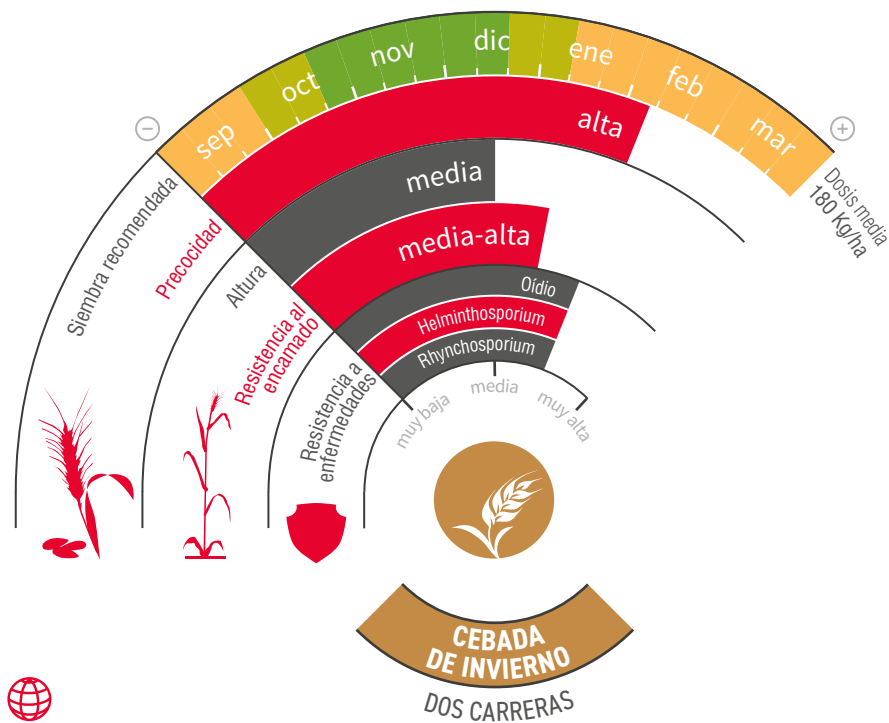 sep
oct
nov
dic
ene
feb
mar
−
+
Dosis media
180 Kg/ha
Siembra recomendada
Precocidad
alta
Altura
media
Resistencia al
encamado
media-alta
Resistencia a
enfermedades
Oídio
Helminthosporium
Rhynchosporium
muy baja
media
muy alta
CEBADA
DE INVIERNO
DOS CARRERAS